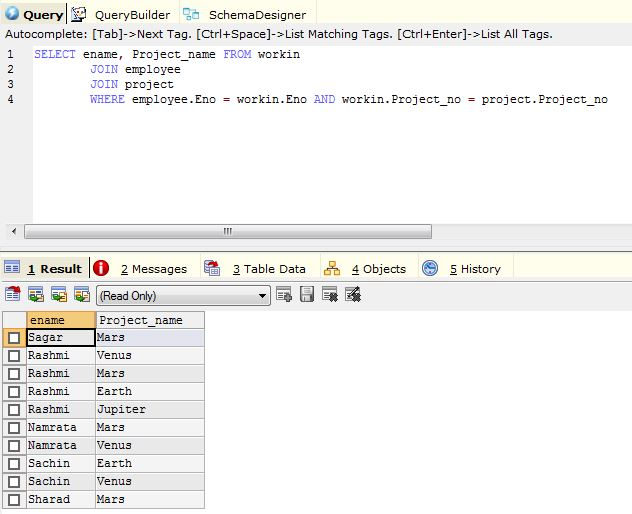 Query QueryBuilder SchemaDesigner
Autocomplete: [Tab]->Next Tag. [Ctrl+Space]->List Matching Tags. [Ctrl+Enter]->List All Tags.
1 SELECT ename, Project_name FROM workin
2 JOIN employee
3 JOIN project
4 WHERE employee.Eno = workin.Eno AND workin.Project_no = project.Project_no
1 Result 2 Messages 3 Table Data 4 Objects 5 History
(Read Only)
ename Project_name
Sagar Mars
Rashmi Venus
Rashmi Mars
Rashmi Earth
Rashmi Jupiter
Namrata Mars
Namrata Venus
Sachin Earth
Sachin Venus
Sharad Mars